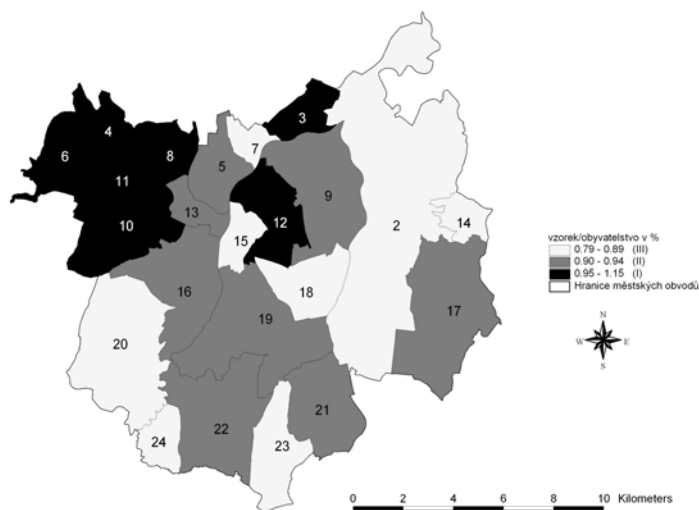 3
4
7
6
8
5
11
9
13
14
10
12
2
15
vzorek/obyvatelstvo v %
0.79 - 0.89 (III)
0.90 - 0.94 (II)
0.95 - 1.15 (I)
Hranice městských obvodů
16
18
17
19
N
W E
S
20
21
22
24
23
0 2 4 6 8 10 Kilometers